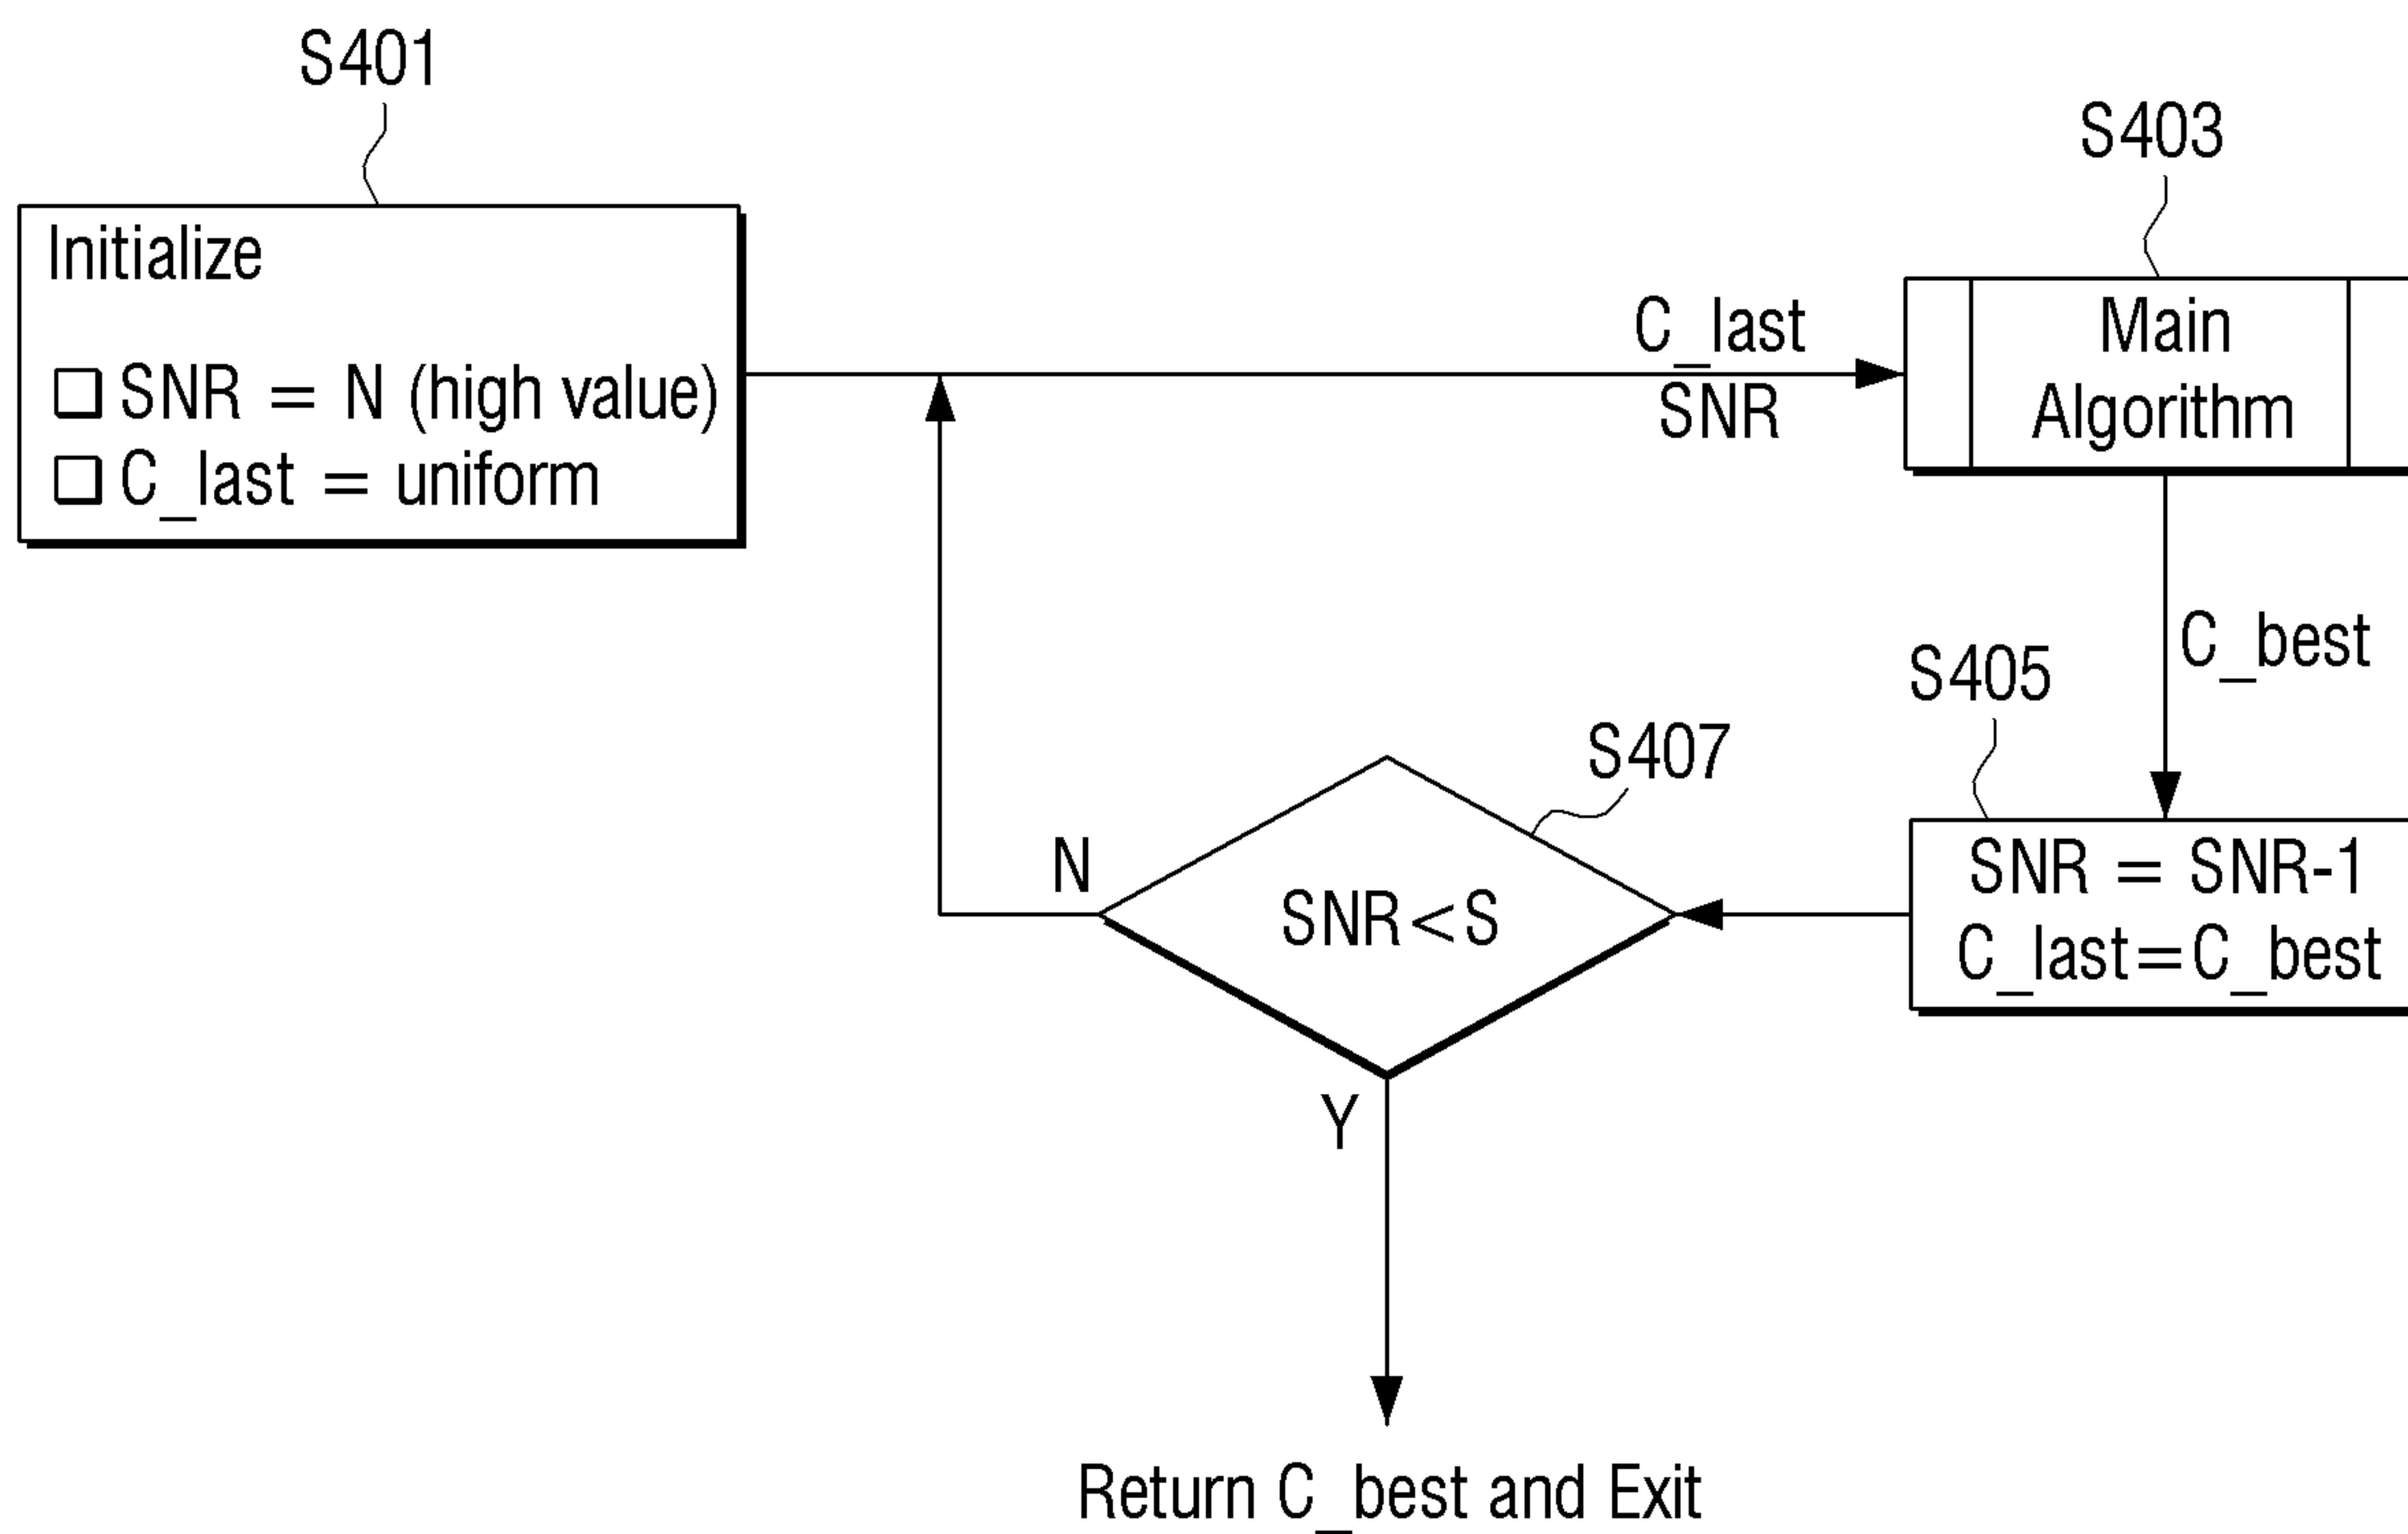 S401
Initialize
☐ SNR = N (high value)
☐ C_last = uniform
C_last
SNR
S403
Main
Algorithm
C_best
S405
SNR = SNR-1
C_last=C_best
S407
SNR<S
N
Y
Return C_best and Exit